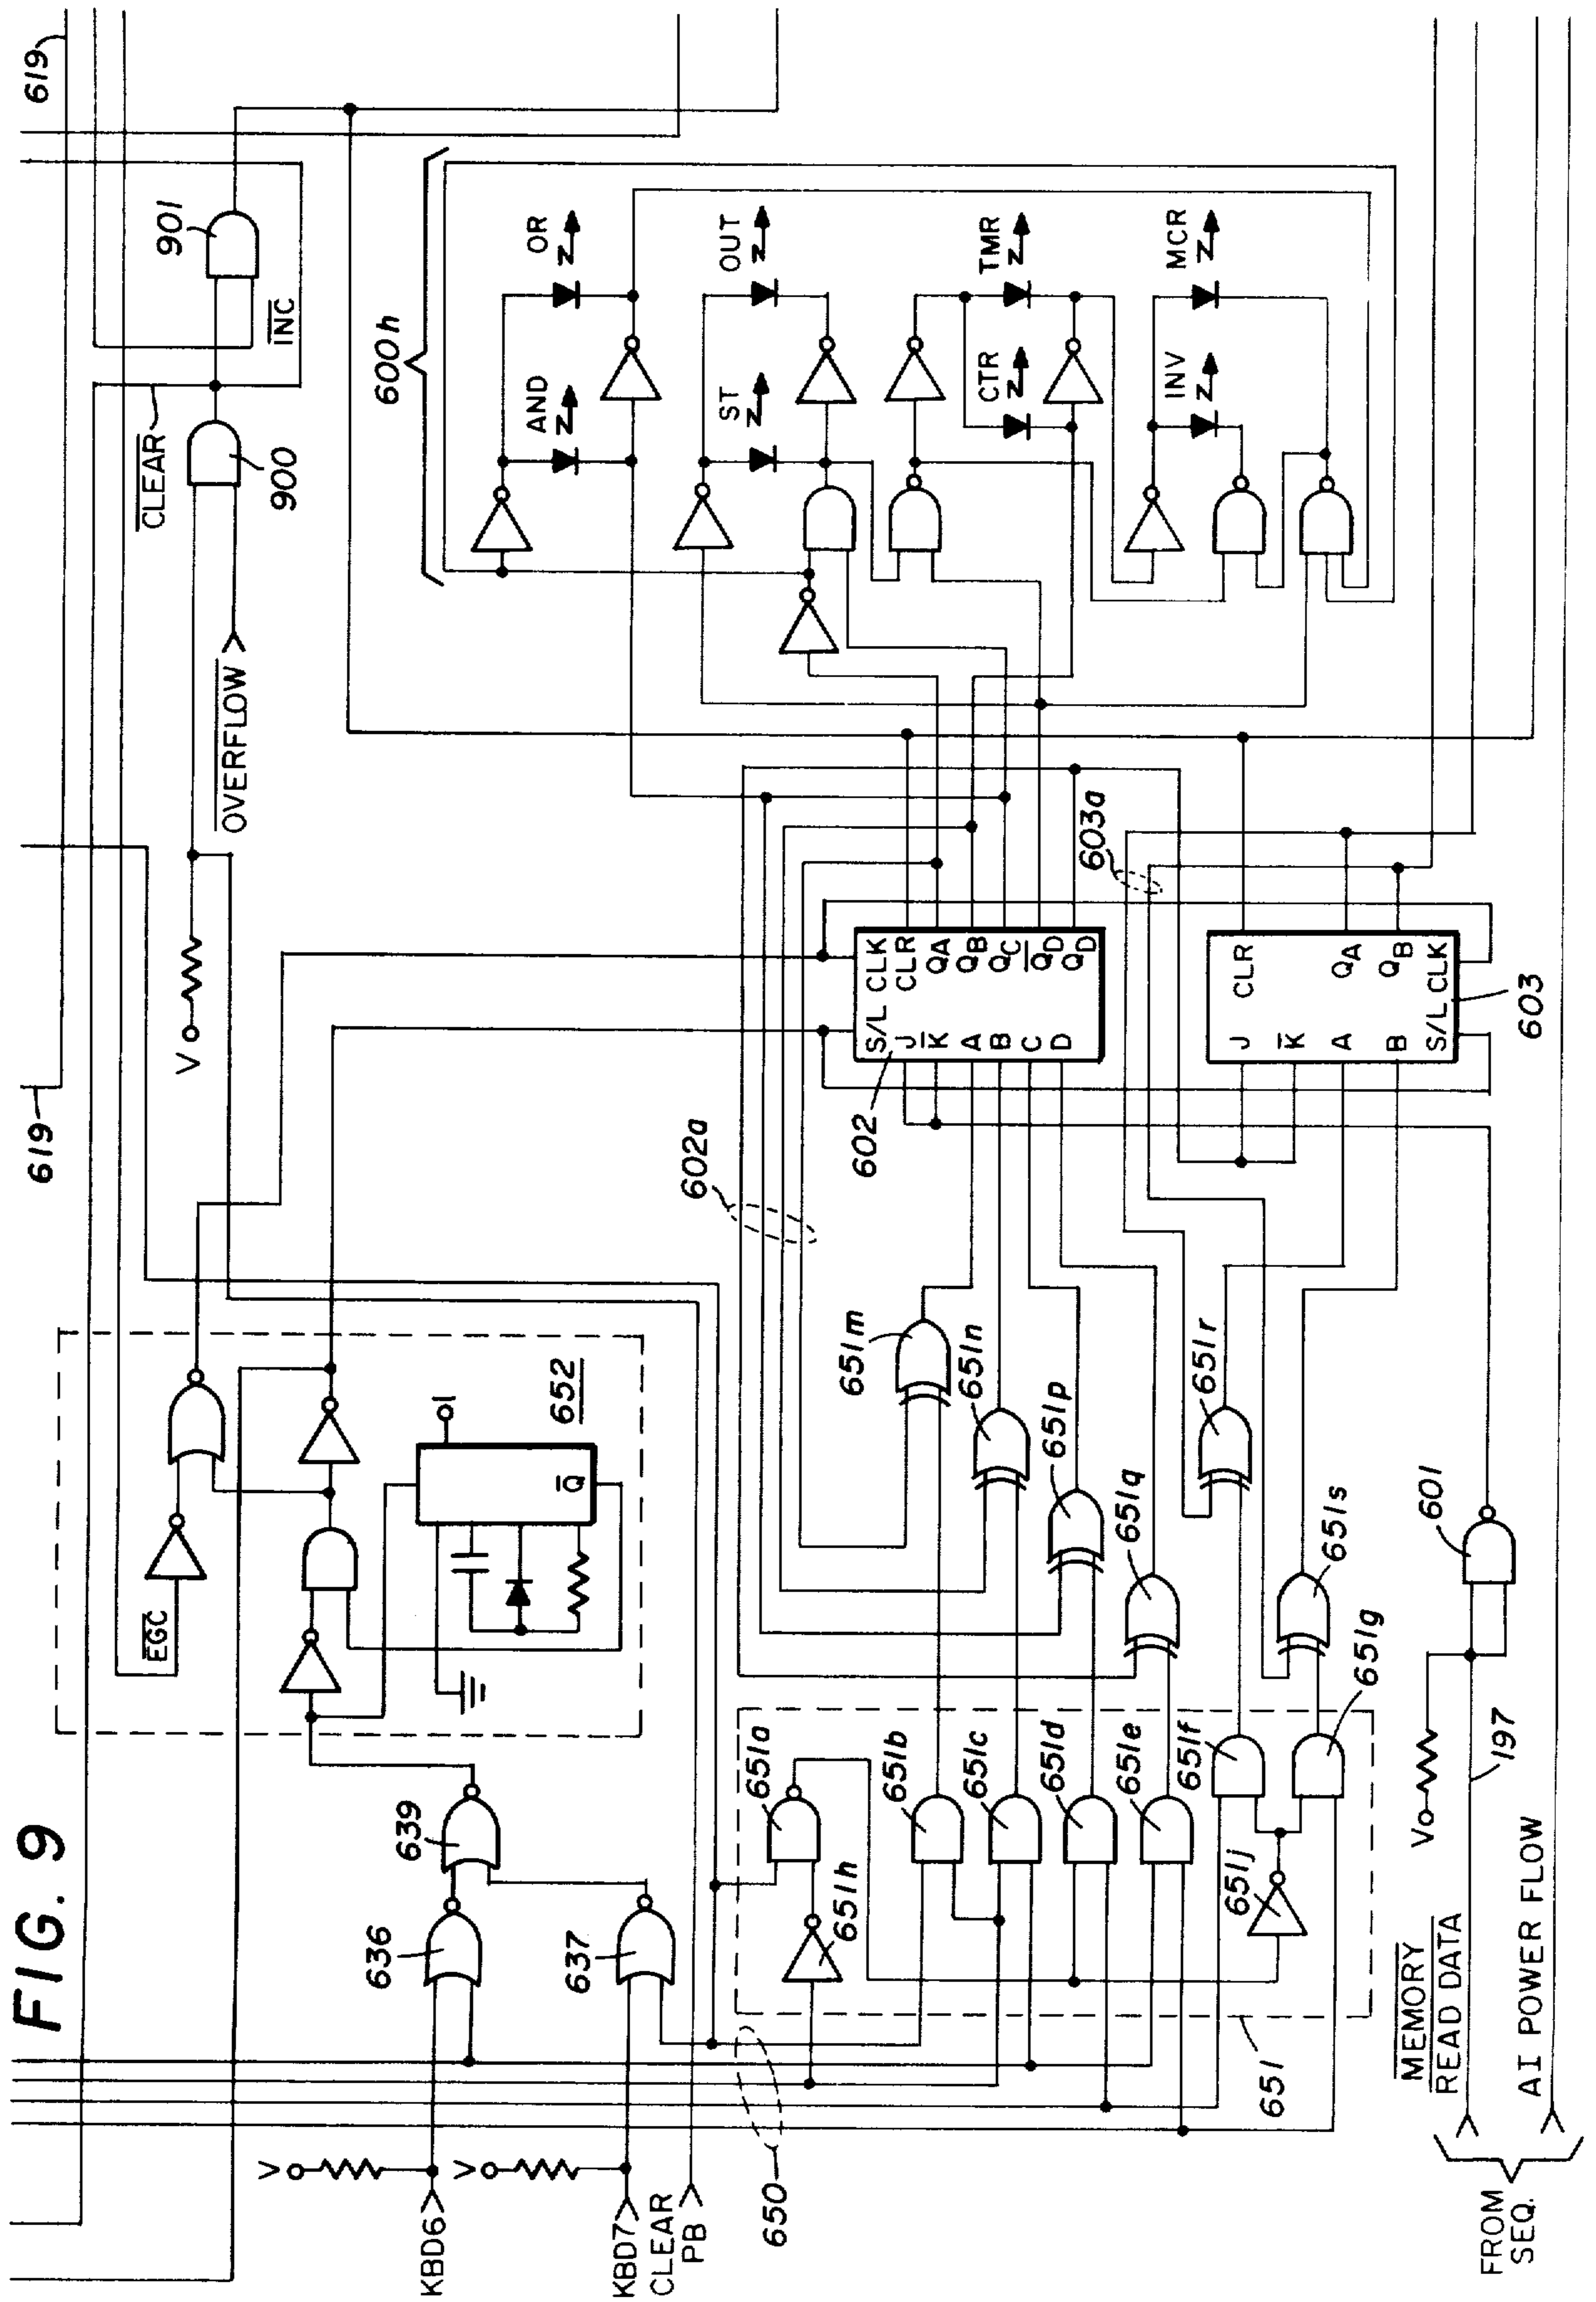 FIG. 9
619
619
CLEAR
901
900
INC
OVERFLOW
V
EGC
652
1
Q
600h
AND
OR
ST
OUT
CTR
TMR
INV
MCR
KBD6
V
636
639
V
KBD7
637
CLEAR
PB
650
602a
602
S/L CLK
J
K
A
B
C
D
CLR
QA
QB
QC
QD
QD
603a
J
K
A
B
S/L CLK
CLR
QA
QB
603
651a
651h
651b
651c
651d
651e
651f
651g
651j
651m
651n
651p
651q
651r
651s
651
601
V
197
MEMORY
READ DATA
AI POWER FLOW
FROM
SEQ.